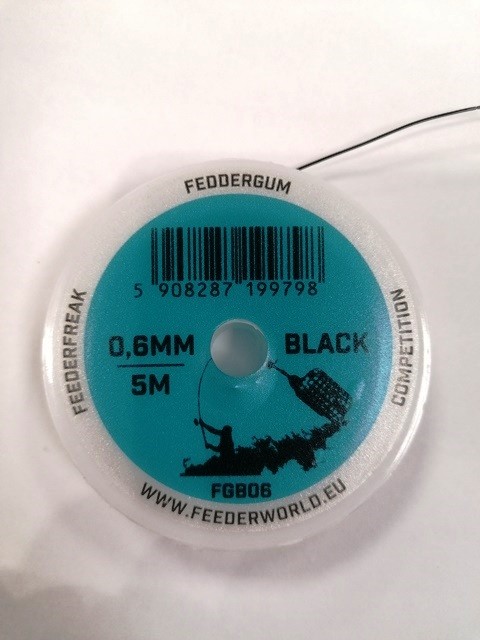 FEDDERGUM
5 908287 199798
FEEDERFREAK
0,6MM
5M
BLACK
COMPETITION
FGB06
WWW.FEEDERWORLD.EU